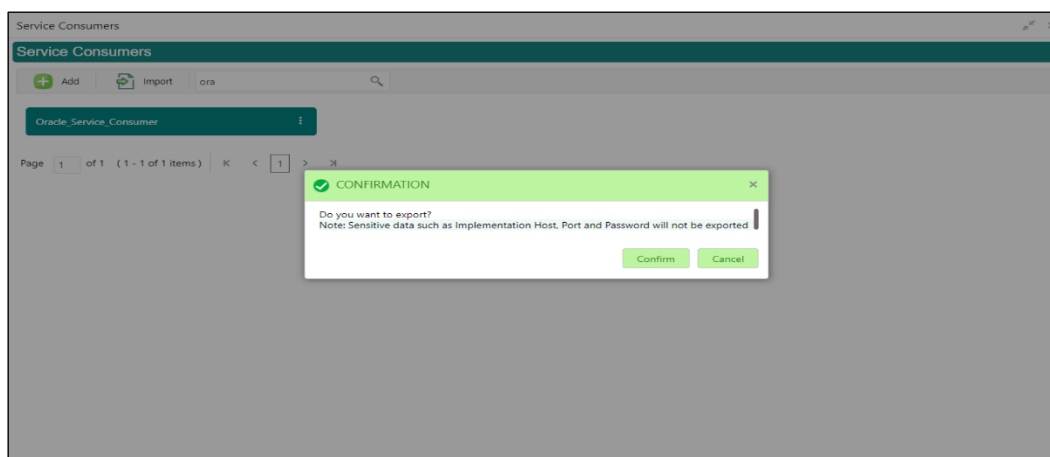 Service Consumers
Service Consumers
Add Import ora
Oracle_Service_Consumer
Page 1 of 1 ( 1 - 1 of 1 items ) K < 1 > >|
CONFIRMATION ×
Do you want to export?
Note: Sensitive data such as Implementation Host, Port and Password will not be exported
Confirm Cancel